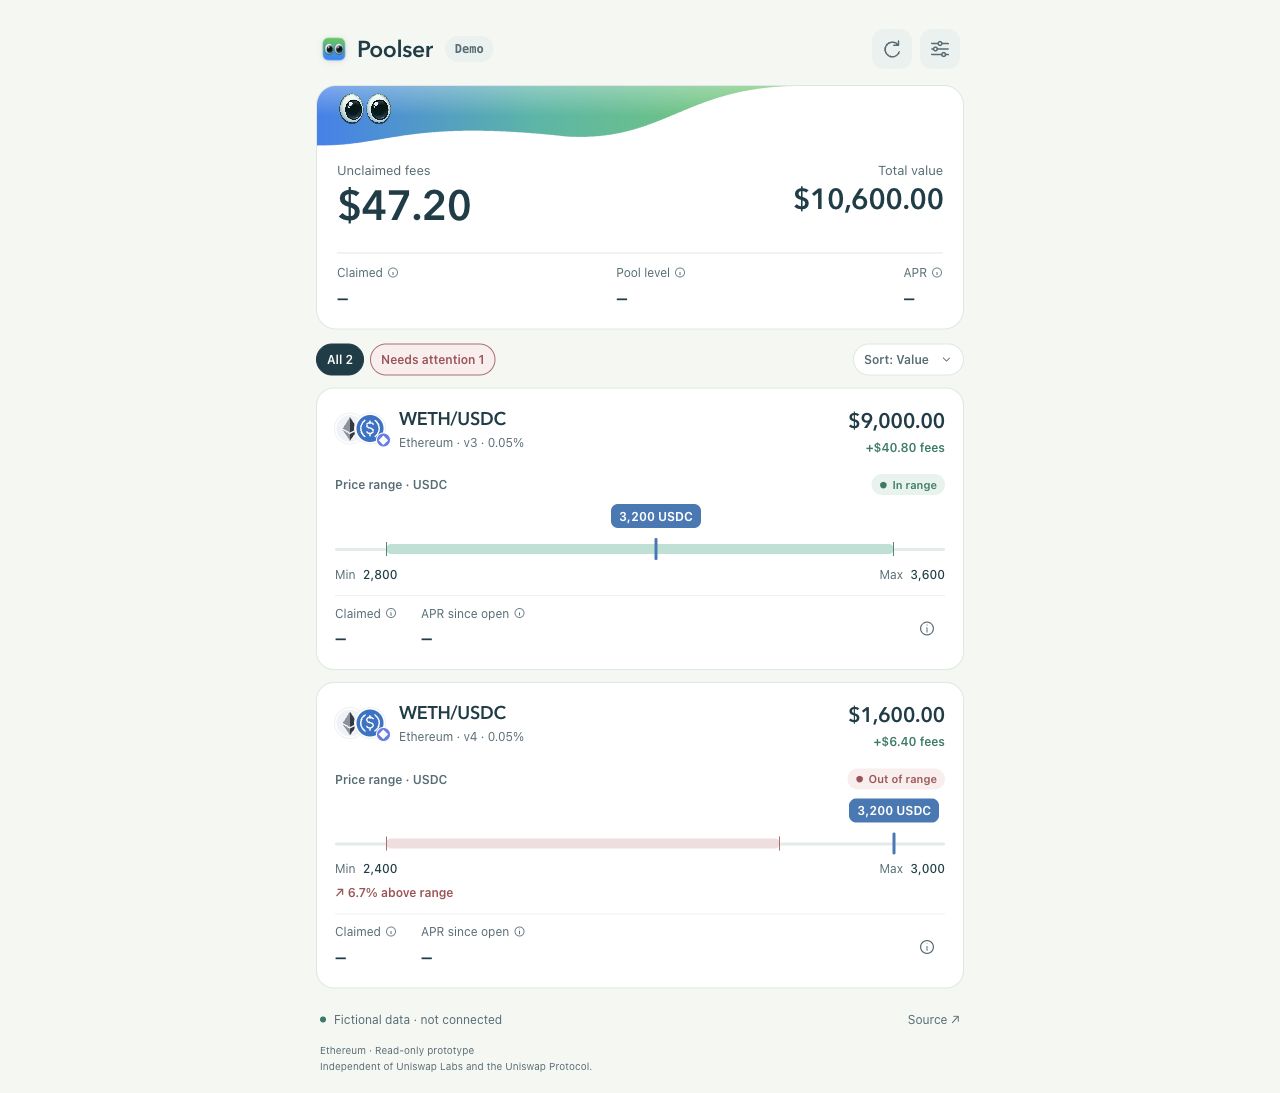 Poolser Demo
Unclaimed fees
$47.20
Total value
$10,600.00
Claimed
–
Pool level
–
APR
–
All 2
Needs attention 1
Sort: Value
WETH/USDC
Ethereum · v3 · 0.05%
$9,000.00
+$40.80 fees
Price range · USDC
In range
3,200 USDC
Min 2,800
Max 3,600
Claimed
–
APR since open
–
WETH/USDC
Ethereum · v4 · 0.05%
$1,600.00
+$6.40 fees
Price range · USDC
Out of range
3,200 USDC
Min 2,400
Max 3,000
↗ 6.7% above range
Claimed
–
APR since open
–
Fictional data · not connected
Source ↗
Ethereum · Read-only prototype
Independent of Uniswap Labs and the Uniswap Protocol.